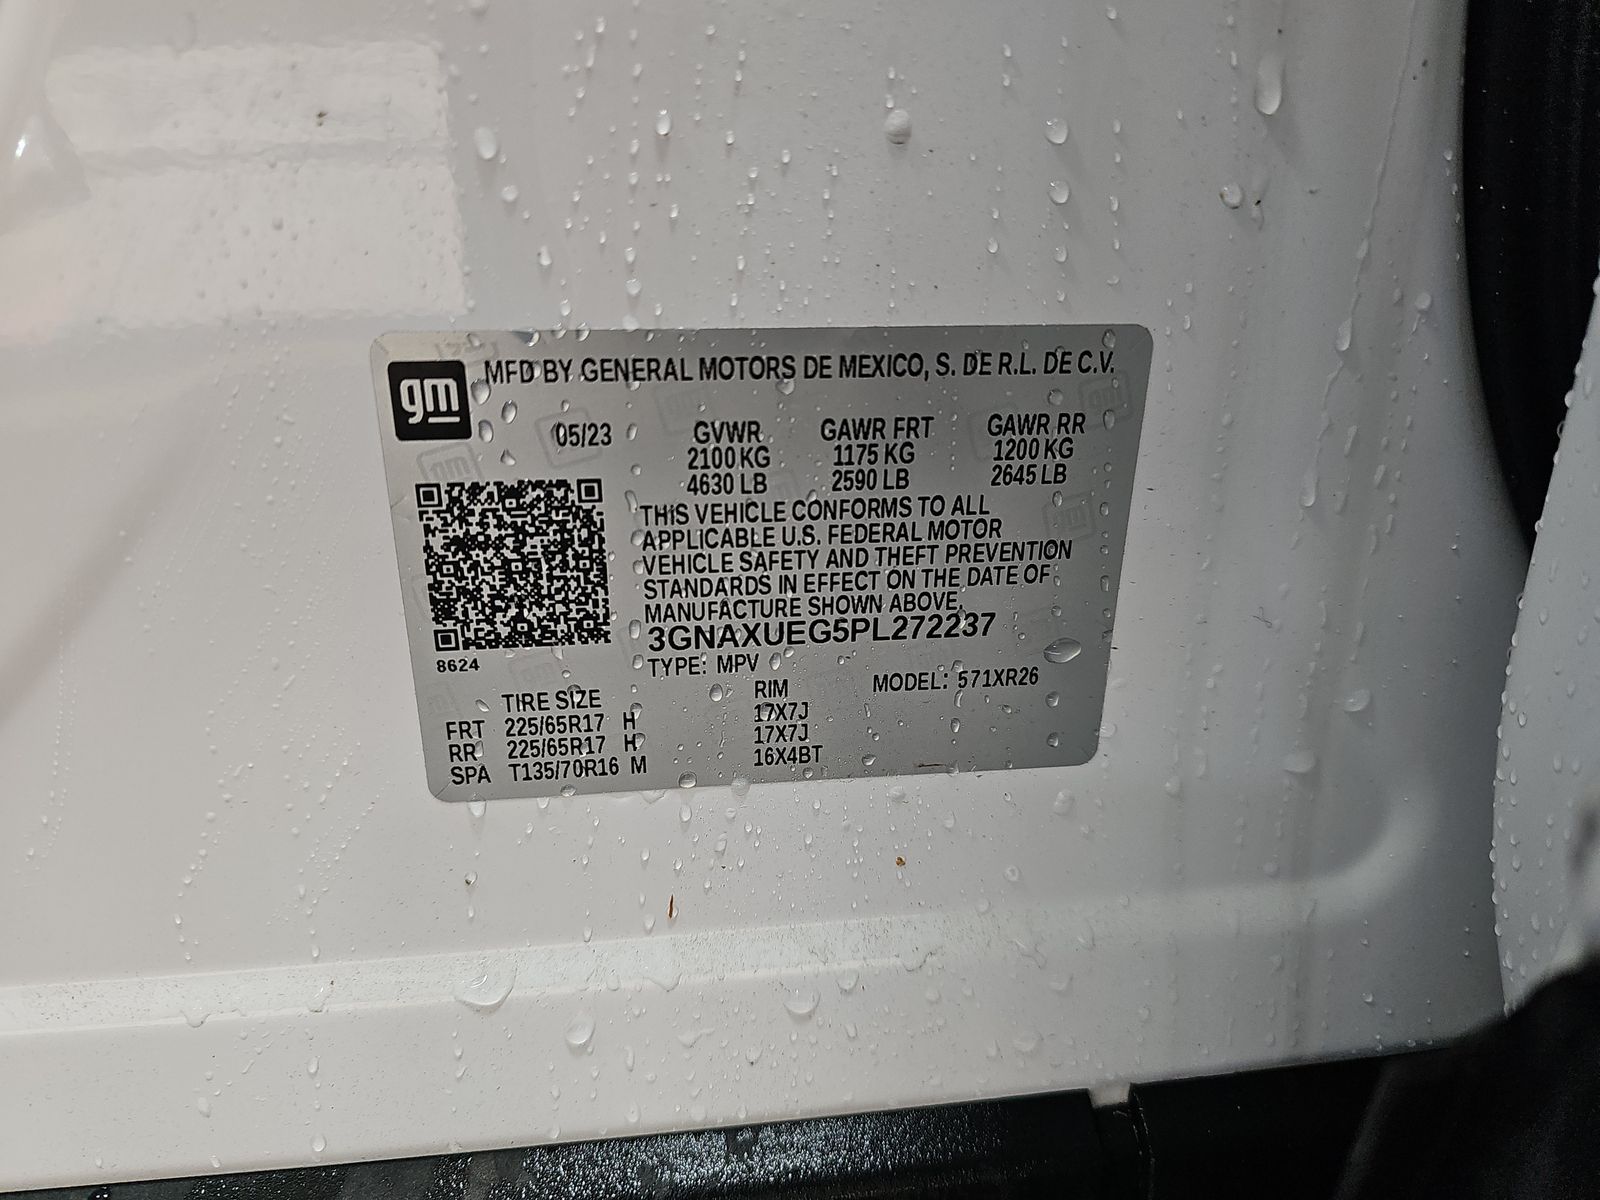 gm
MFD BY GENERAL MOTORS DE MEXICO, S. DE R.L. DE C.V.
05/23 GVWR GAWR FRT GAWR RR
2100 KG 1175 KG 1200 KG
4630 LB 2590 LB 2645 LB
THIS VEHICLE CONFORMS TO ALL
APPLICABLE U.S. FEDERAL MOTOR
VEHICLE SAFETY AND THEFT PREVENTION
STANDARDS IN EFFECT ON THE DATE OF
MANUFACTURE SHOWN ABOVE.
3GNAXUEG5PL272237
8624
TYPE: MPV MODEL: 571XR26
TIRE SIZE RIM
FRT 225/65R17 H 17X7J
RR 225/65R17 H 17X7J
SPA T135/70R16 M 16X4BT